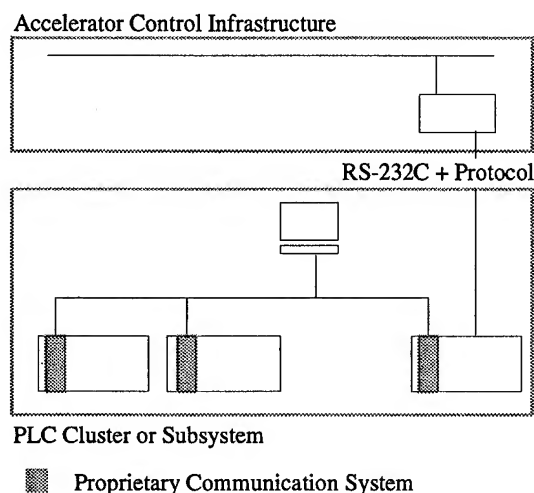 Accelerator Control Infrastructure
RS-232C + Protocol
PLC Cluster or Subsystem
Proprietary Communication System